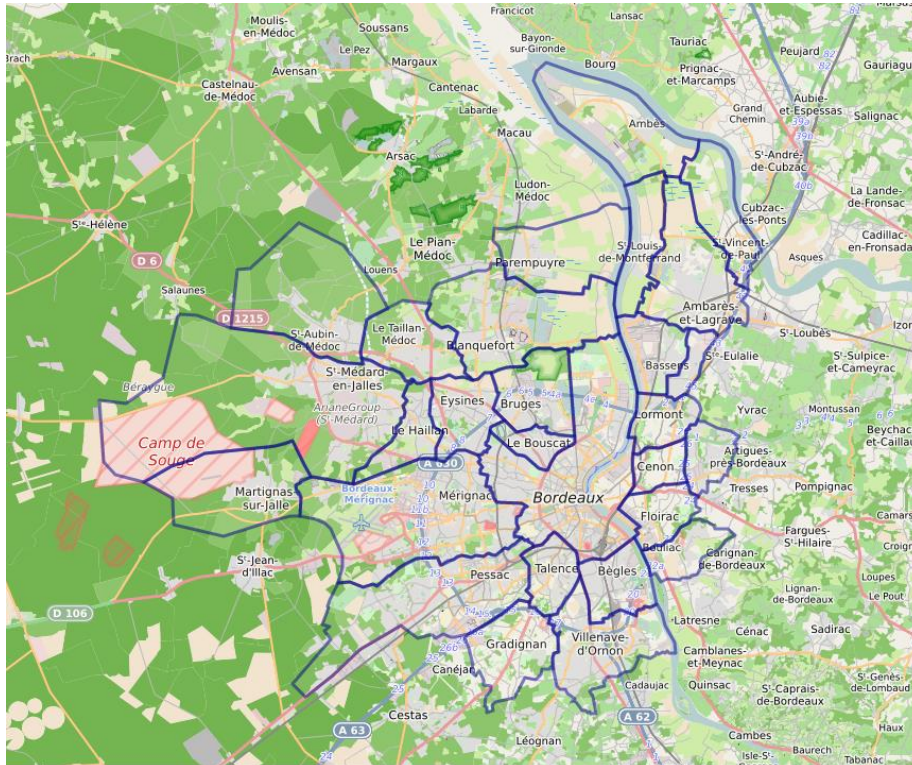 Francicot
Lansac
Moulis-
en-Médoc
Soussans
Le Pez
Margaux
Bayon-
sur-Gironde
Bourg
Tauriac
Prignac
et-Marcamps
Peujard
Brach
Avensan
Cantenac
Gauriagu
Castelnau-
de-Médoc
Labarde
Macau
Ambès
Grand
Chemin
Aubie-
et-Espessas
Salignac
Arsac
Sᵗ-André-
de-Cubzac
Ludon-
Médoc
La Lande-
de-Fronsac
Sᵗᵉ-Hélène
Le Pian-
Médoc
Cubzac-
les-Ponts
Cadillac-
en-Fronsada
Sᵗ-Louis-
de-Montferrand
Sᵗ-Vincent-
de-Paul
Asques
D 6
Louens
Parempuyre
Salaunes
D 1215
Ambarès-
et-Lagrave
Izor
Sᵗ-Aubin-
de-Médoc
Le Taillan-
Médoc
Blanquefort
Sᵗ-Loubès
Sᵗᵉ-Eulalie
Sᵗ-Sulpice-
et-Cameyrac
Bassens
Béraygue
Sᵗ-Médard-
en-Jalles
Eysines
Bruges
ArianeGroup
(Sᵗ-Médard)
Lormont
Yvrac
Montussan
Beychac-
et-Caillau
Camp de
Souge
Le Haillan
Le Bouscat
Artigues-
près-Bordeaux
A 630
Cenon
Martignas-
sur-Jalle
Bordeaux-
Mérignac
Mérignac
Bordeaux
Tresses
Pompignac
Floirac
Camars
Fargues-
Sᵗ-Hilaire
Croign
Sᵗ-Jean-
d'Illac
Bouliac
Carignan-
de-Bordeaux
Pessac
Talence
Bègles
Loupes
D 106
Lignan-
de-Bordeaux
Le Pout
Latresne
Cénac
Sadirac
Gradignan
Villenave-
d'Ornon
Camblanes-
et-Meynac
Canéjan
Cadaujac
Quinsac
Sᵗ-Genès-
de-Lombaud
Sᵗ-Caprais-
de-Bordeaux
Cestas
A 62
A 63
Haux
Léognan
Cambes
Baurech
Tabanac
Isle-Sᵗ-